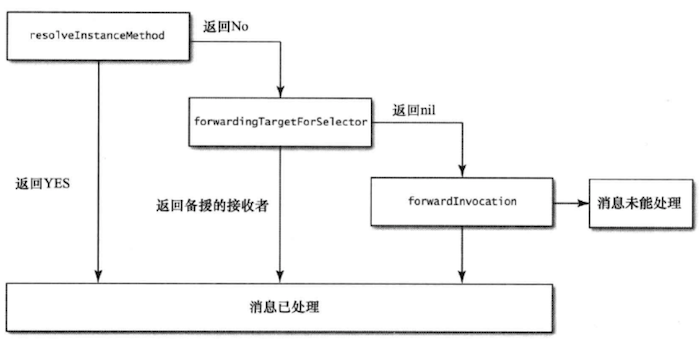 resolveInstanceMethod
返回No
forwardingTargetForSelector
返回nil
返回YES
返回备援的接收者
forwardInvocation
消息未能处理
消息已处理